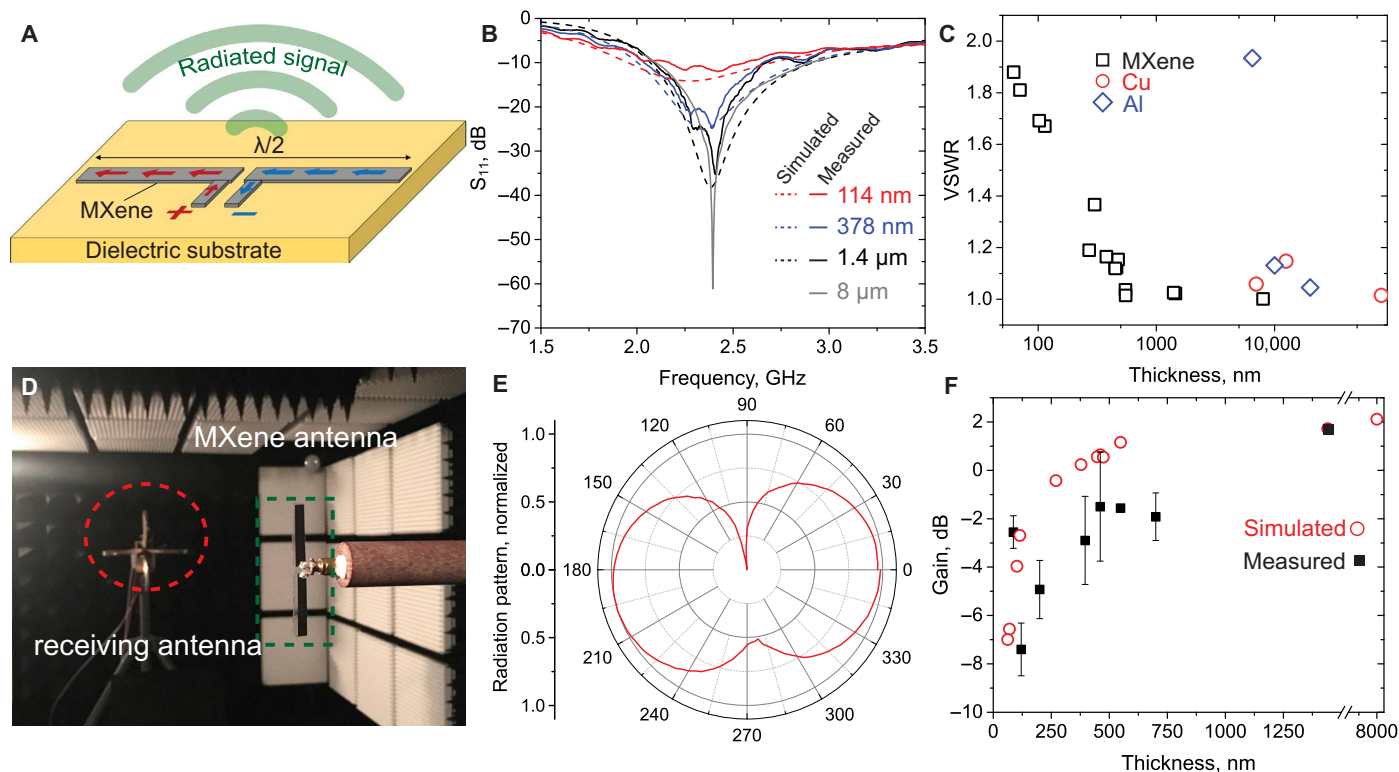 A
Radiated signal
λ/2
MXene
+
−
Dielectric substrate
B
S11, dB
0
–10
–20
–30
–40
–50
–60
–70
1.5
2.0
2.5
3.0
3.5
Frequency, GHz
Simulated
Measured
114 nm
378 nm
1.4 μm
8 μm
C
VSWR
2.0
1.8
1.6
1.4
1.2
1.0
100
1000
10,000
Thickness, nm
MXene
Cu
Al
D
MXene antenna
receiving antenna
E
Radiation pattern, normalized
1.0
0.5
0.0
0.5
1.0
90
60
30
0
330
300
270
240
210
180
150
120
F
Gain, dB
2
0
–2
–4
–6
–8
–10
0
250
500
750
1000
1250
8000
Thickness, nm
Simulated
Measured